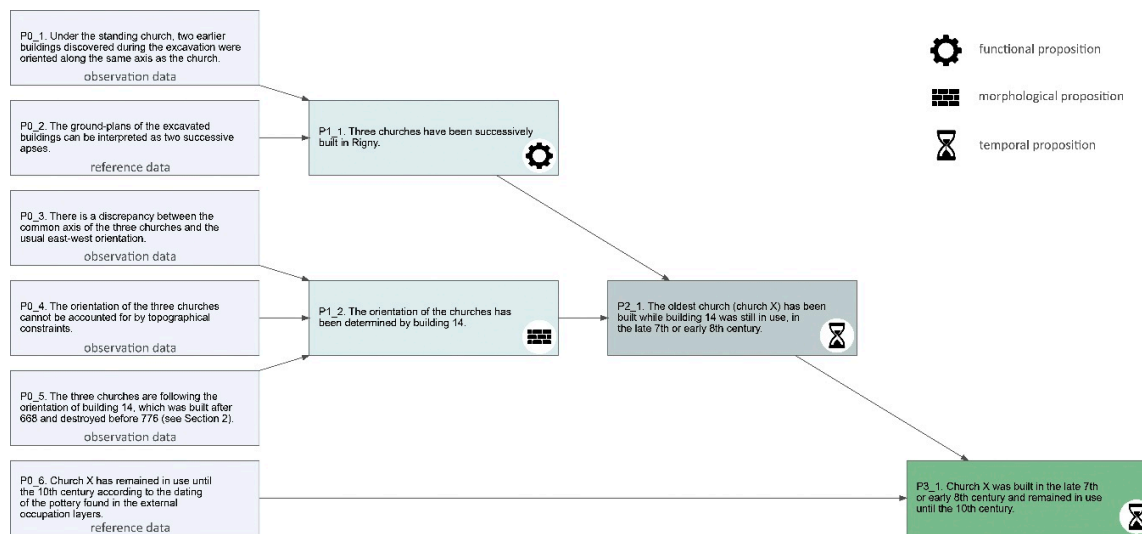 P0_1. Under the standing church, two earlier
buildings discovered during the excavation were
oriented along the same axis as the church.
observation data
P0_2. The ground-plans of the excavated
buildings can be interpreted as two successive
apses.
reference data
P0_3. There is a discrepancy between the
common axis of the three churches and the
usual east-west orientation.
observation data
P0_4. The orientation of the three churches
cannot be accounted for by topographical
constraints.
observation data
P0_5. The three churches are following the
orientation of building 14, which was built after
668 and destroyed before 776 (see Section 2).
observation data
P0_6. Church X has remained in use until
the 10th century according to the dating
of the pottery found in the external
occupation layers.
reference data
P1_1. Three churches have been successively
built in Rigny.
P1_2. The orientation of the churches has
been determined by building 14.
P2_1. The oldest church (church X) has been
built while building 14 was still in use, in
the late 7th or early 8th century.
P3_1. Church X was built in the late 7th
or early 8th century and remained in use
until the 10th century.
functional proposition
morphological proposition
temporal proposition